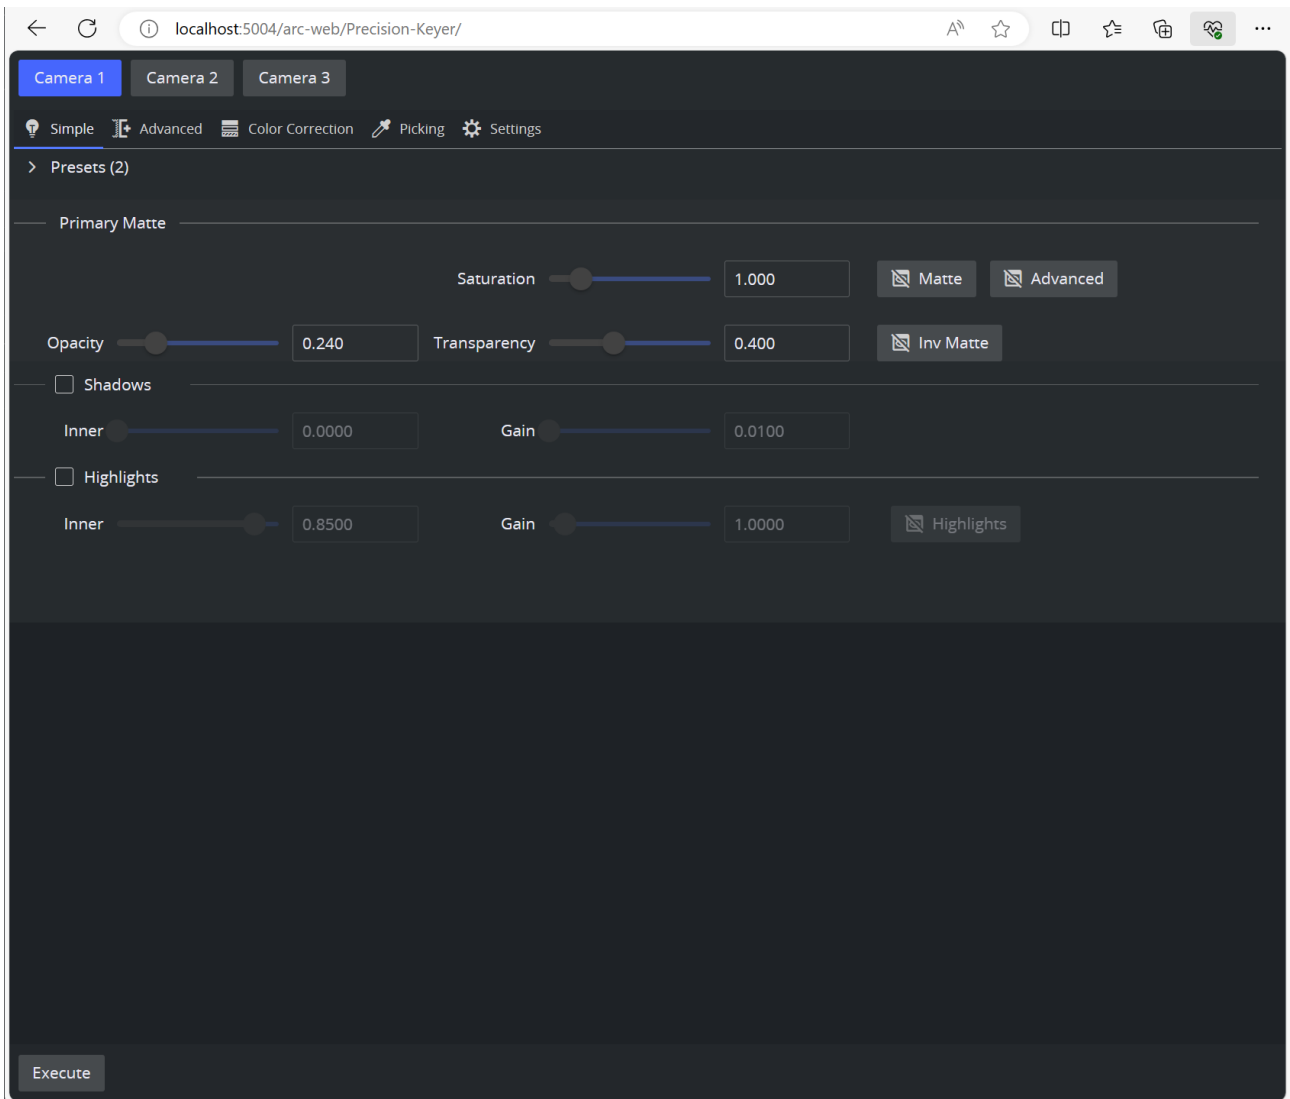 localhost:5004/arc-web/Precision-Keyer/
Camera 1 Camera 2 Camera 3
Simple Advanced Color Correction Picking Settings
Presets (2)
Primary Matte
Saturation 1.000 Matte Advanced
Opacity 0.240 Transparency 0.400 Inv Matte
Shadows
Inner 0.0000 Gain 0.0100
Highlights
Inner 0.8500 Gain 1.0000 Highlights
Execute